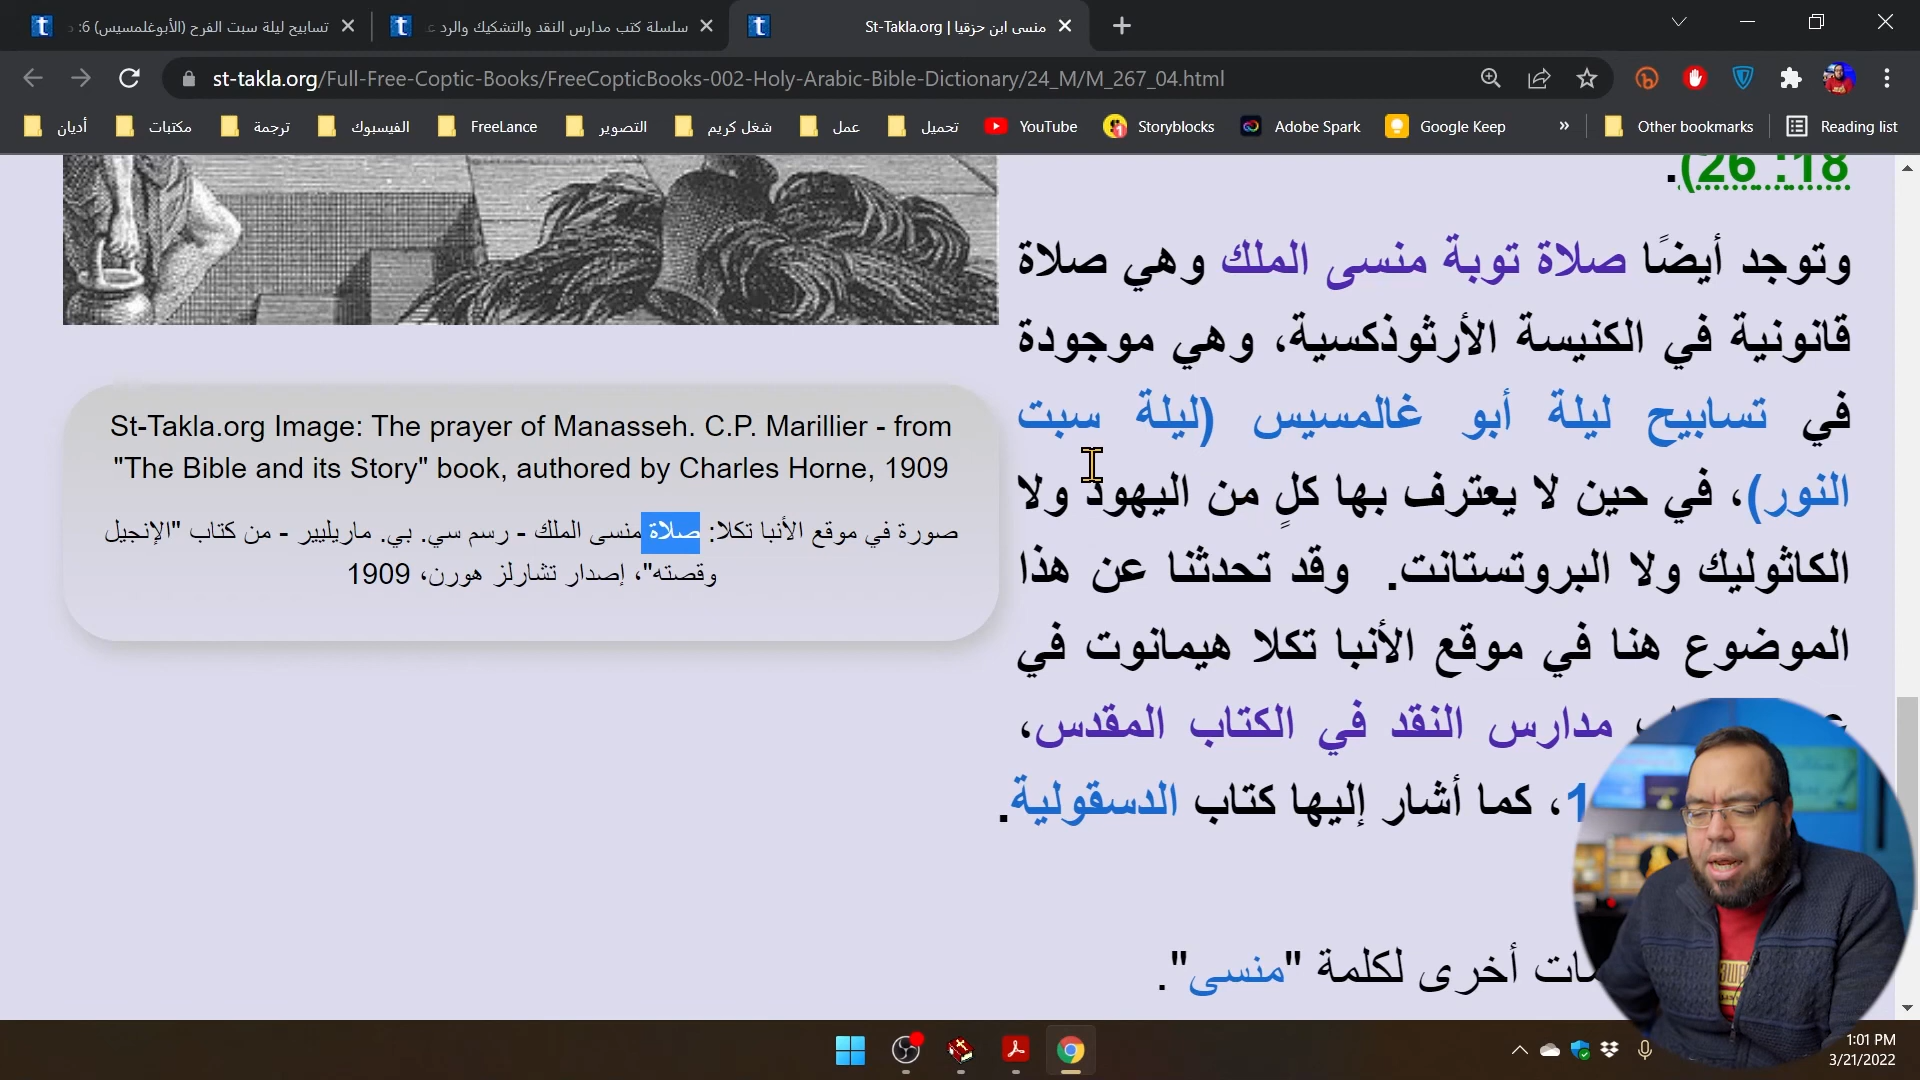 تسابيح ليلة سبت الفرح (الأبوغلمسيس) 6: د
سلسلة كتب مدارس النقد والتشكيك والرد ع
منسى ابن حزقيا | St-Takla.org
st-takla.org/Full-Free-Coptic-Books/FreeCopticBooks-002-Holy-Arabic-Bible-Dictionary/24_M/M_267_04.html
أديان
مكتبات
ترجمة
الفيسبوك
FreeLance
التصوير
شغل كريم
عمل
تحميل
YouTube
Storyblocks
Adobe Spark
Google Keep
»
Other bookmarks
Reading list
18: 26).
وتوجد أيضًا صلاة توبة منسى الملك وهي صلاة
قانونية في الكنيسة الأرثوذكسية، وهي موجودة
في تسابيح ليلة أبو غالمسيس (ليلة سبت
النور)، في حين لا يعترف بها كلٍ من اليهود ولا
الكاثوليك ولا البروتستانت. وقد تحدثنا عن هذا
الموضوع هنا في موقع الأنبا تكلا هيمانوت في
مدارس النقد في الكتاب المقدس،
1، كما أشار إليها كتاب الدسقولية.
أخرى لكلمة "منسى".
St-Takla.org Image: The prayer of Manasseh. C.P. Marillier - from
"The Bible and its Story" book, authored by Charles Horne, 1909
صورة في موقع الأنبا تكلا: صلاة منسى الملك - رسم سي. بي. ماريليير - من كتاب "الإنجيل
وقصته"، إصدار تشارلز هورن، 1909
1:01 PM
3/21/2022